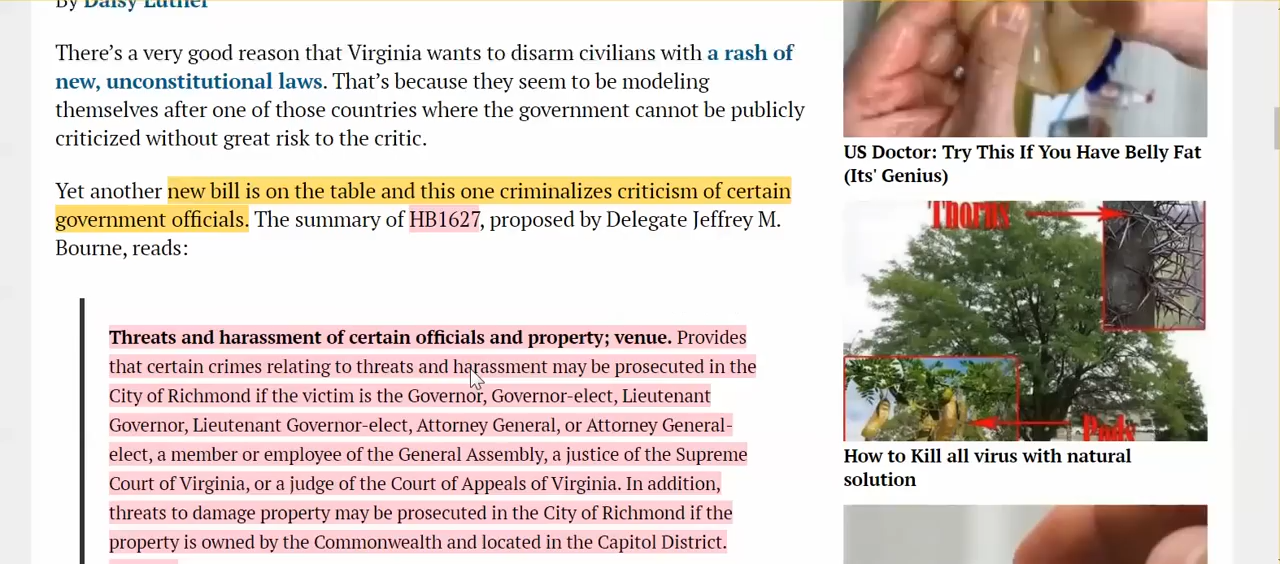 By Daisy Luther
There's a very good reason that Virginia wants to disarm civilians with a rash of
new, unconstitutional laws. That's because they seem to be modeling
themselves after one of those countries where the government cannot be publicly
criticized without great risk to the critic.
Yet another new bill is on the table and this one criminalizes criticism of certain
government officials. The summary of HB1627, proposed by Delegate Jeffrey M.
Bourne, reads:
Threats and harassment of certain officials and property; venue. Provides
that certain crimes relating to threats and harassment may be prosecuted in the
City of Richmond if the victim is the Governor, Governor-elect, Lieutenant
Governor, Lieutenant Governor-elect, Attorney General, or Attorney General-
elect, a member or employee of the General Assembly, a justice of the Supreme
Court of Virginia, or a judge of the Court of Appeals of Virginia. In addition,
threats to damage property may be prosecuted in the City of Richmond if the
property is owned by the Commonwealth and located in the Capitol District.
US Doctor: Try This If You Have Belly Fat
(Its' Genius)
Thorns
Pods
How to Kill all virus with natural
solution